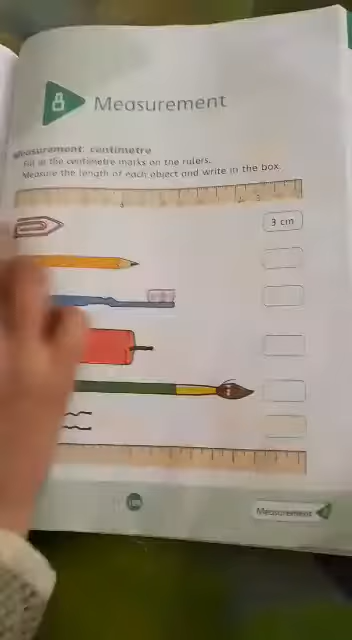 8 Measurement
Measurement: centimetre
Fill in the centimetre marks on the rulers.
Measure the length of each object and write in the box.
3 cm
Measurement